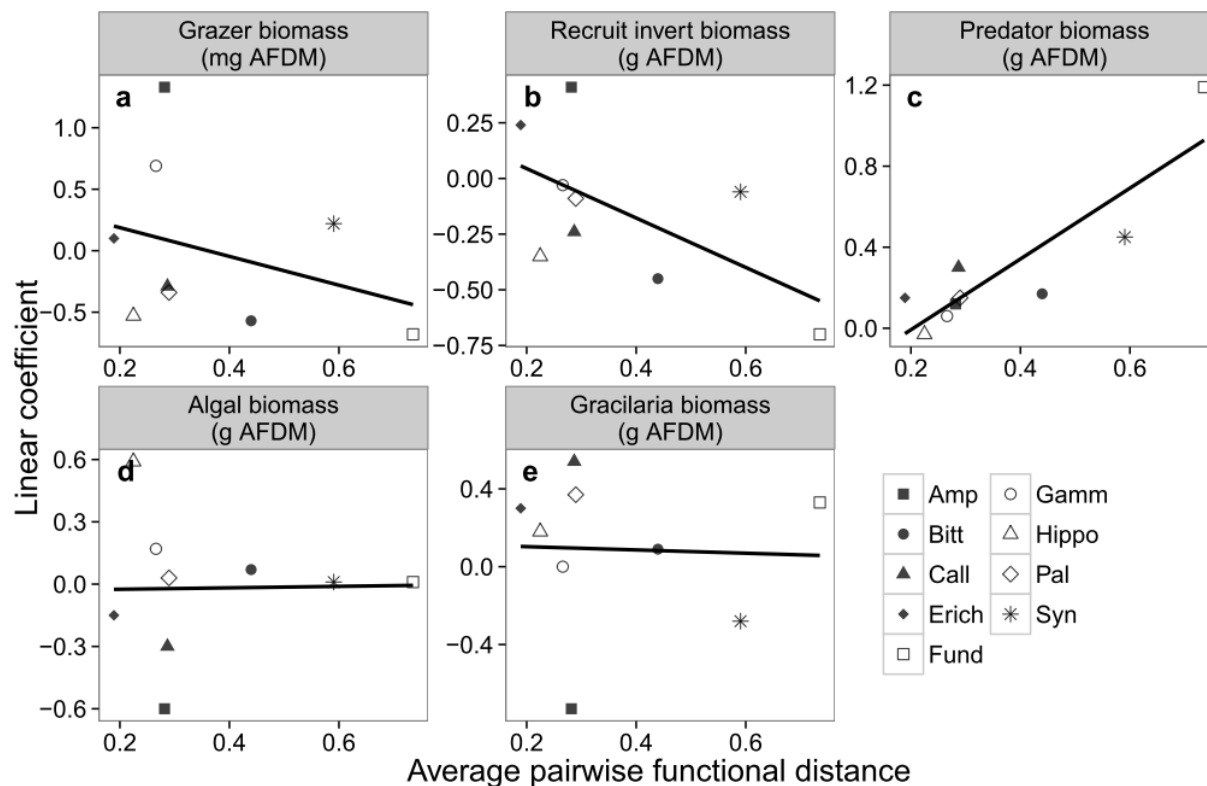 Grazer biomass
(mg AFDM)
Recruit invert biomass
(g AFDM)
Predator biomass
(g AFDM)
a
1.0
0.5
0.0
−0.5
0.2
0.4
0.6
b
0.25
0.00
−0.25
−0.50
−0.75
0.2
0.4
0.6
c
1.2
0.8
0.4
0.0
0.2
0.4
0.6
Linear coefficient
Algal biomass
(g AFDM)
Gracilaria biomass
(g AFDM)
d
0.6
0.3
0.0
−0.3
−0.6
0.2
0.4
0.6
e
0.4
0.0
−0.4
0.2
0.4
0.6
Amp
Bitt
Call
Erich
Fund
Gamm
Hippo
Pal
Syn
Average pairwise functional distance